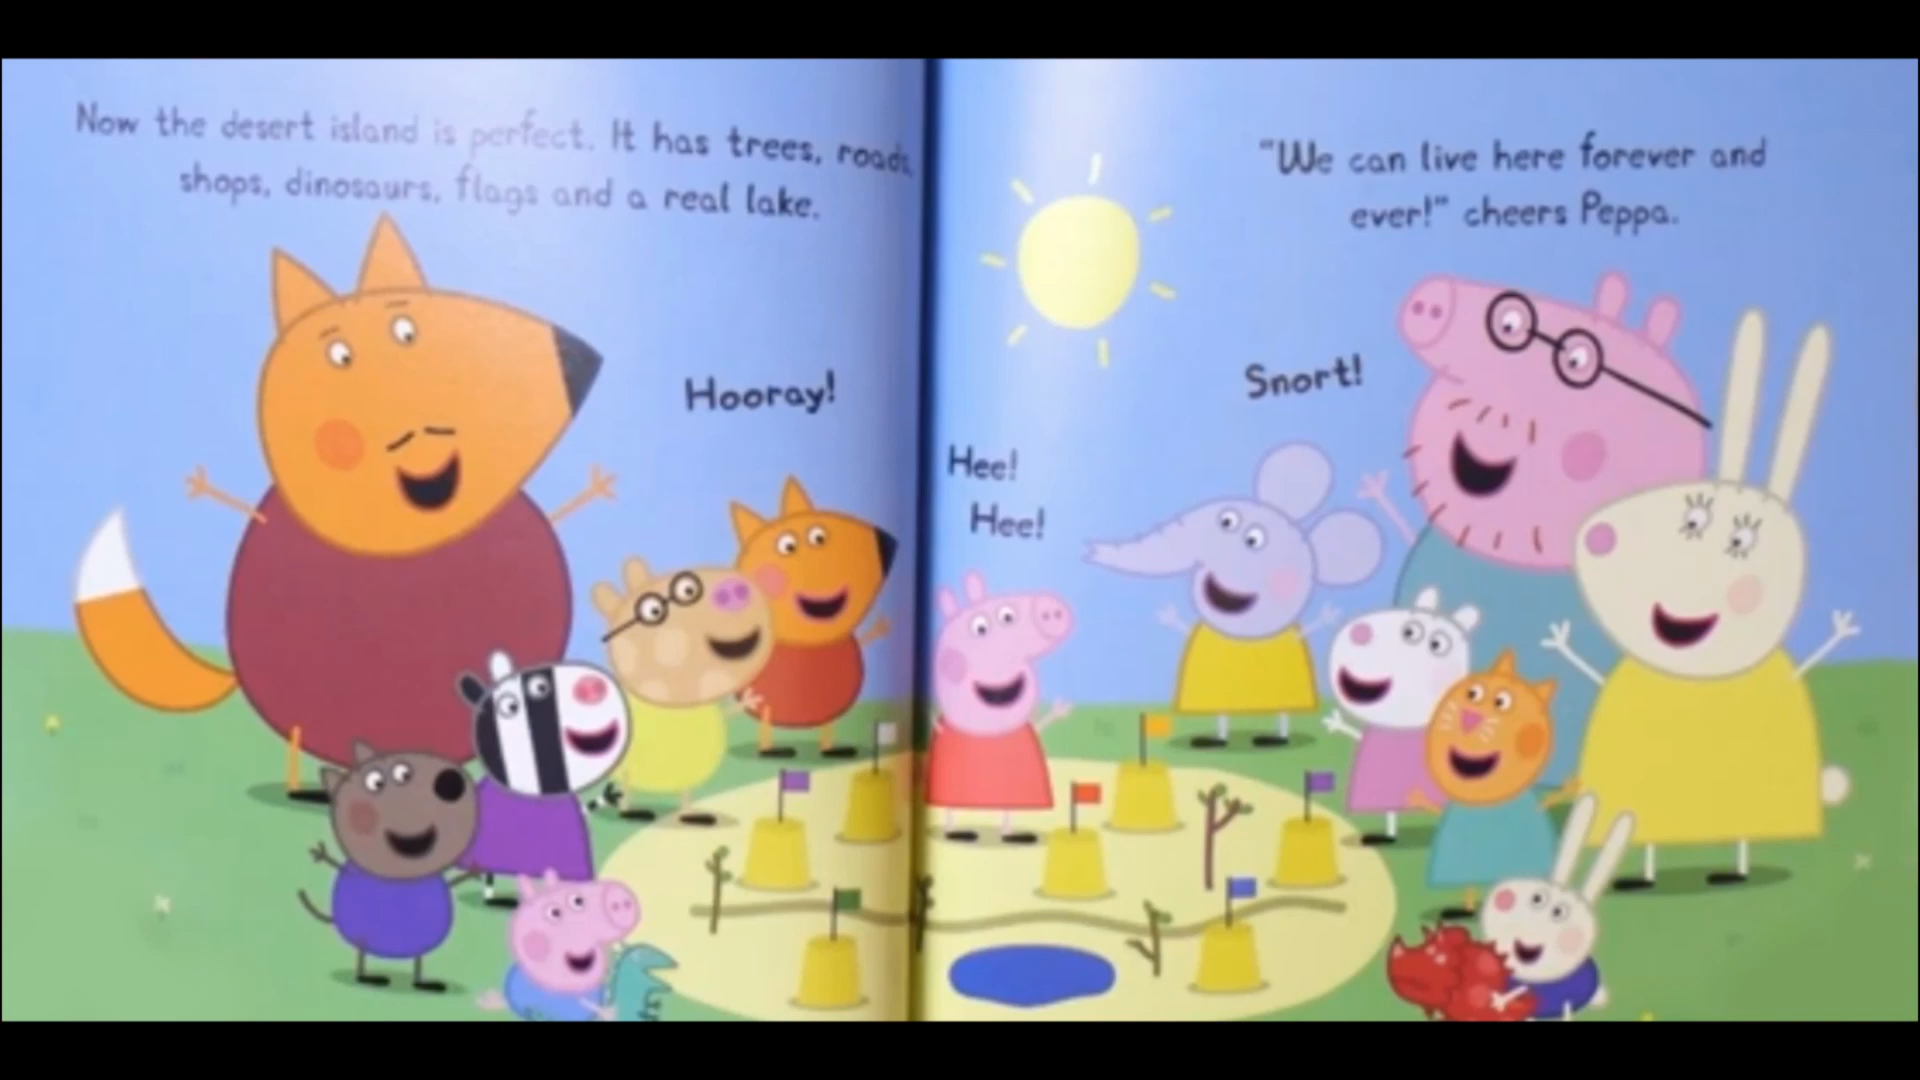 Now the desert island is perfect. It has trees, roads,
shops, dinosaurs, flags and a real lake.
Hooray!
"We can live here forever and
ever!" cheers Peppa.
Snort!
Hee!
Hee!